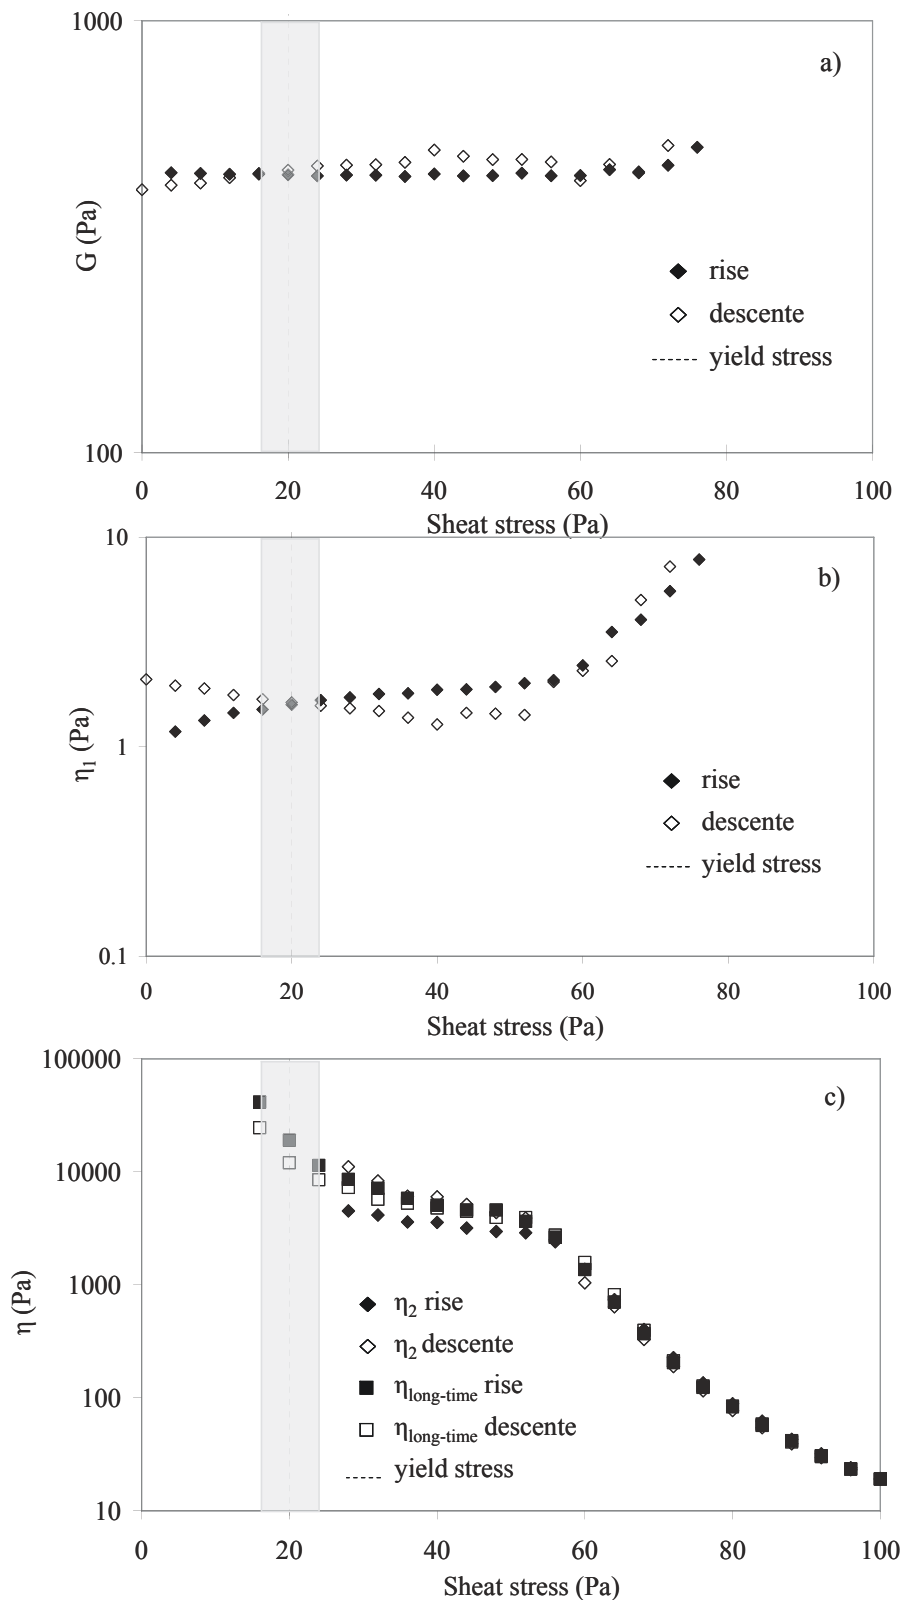 1000
a)
G (Pa)
rise
descente
yield stress
100
0 20 40 60 80 100
Sheat stress (Pa)
10
b)
η1 (Pa)
1
rise
descente
yield stress
0.1
0 20 40 60 80 100
Sheat stress (Pa)
100000
c)
10000
η (Pa)
1000
η2 rise
η2 descente
ηlong-time rise
100
ηlong-time descente
yield stress
10
0 20 40 60 80 100
Sheat stress (Pa)